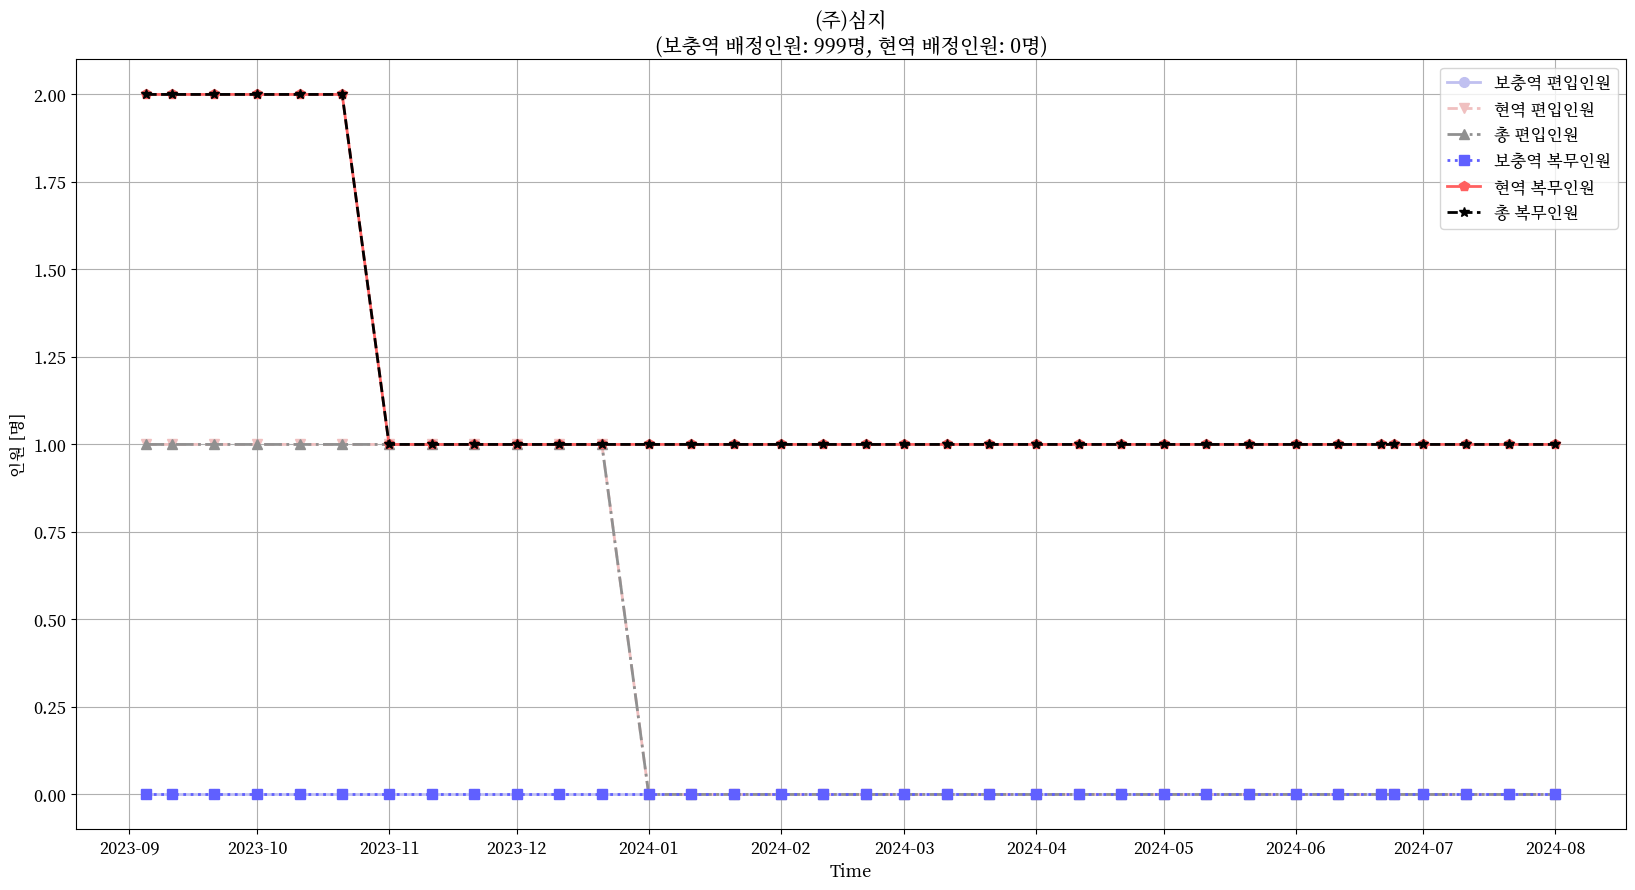 (주)심지
(보충역 배정인원: 999명, 현역 배정인원: 0명)
보충역 편입인원
현역 편입인원
총 편입인원
보충역 복무인원
현역 복무인원
총 복무인원
인원 [명]
2.00
1.75
1.50
1.25
1.00
0.75
0.50
0.25
0.00
2023-09 2023-10 2023-11 2023-12 2024-01 2024-02 2024-03 2024-04 2024-05 2024-06 2024-07 2024-08
Time